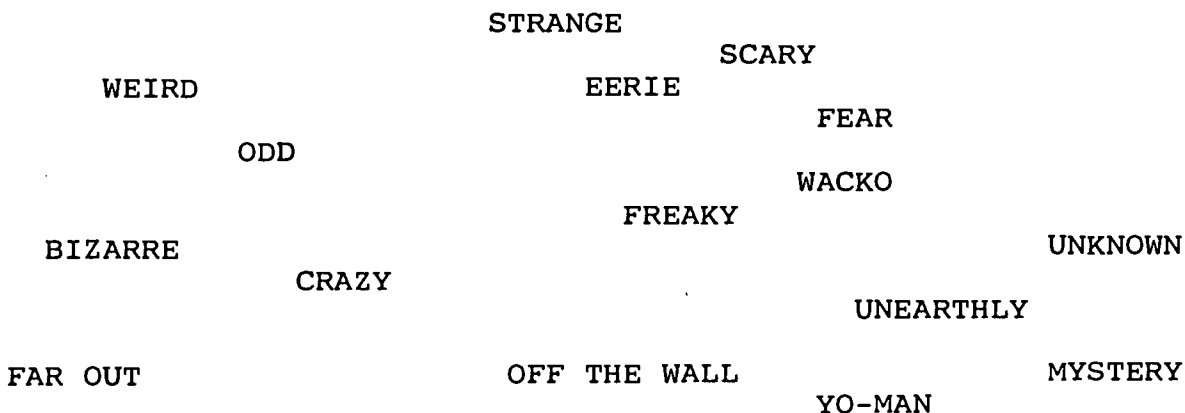 STRANGE
SCARY
WEIRD EERIE
FEAR
ODD
WACKO
FREAKY
BIZARRE UNKNOWN
CRAZY
UNEARTHLY
FAR OUT OFF THE WALL MYSTERY
YO-MAN